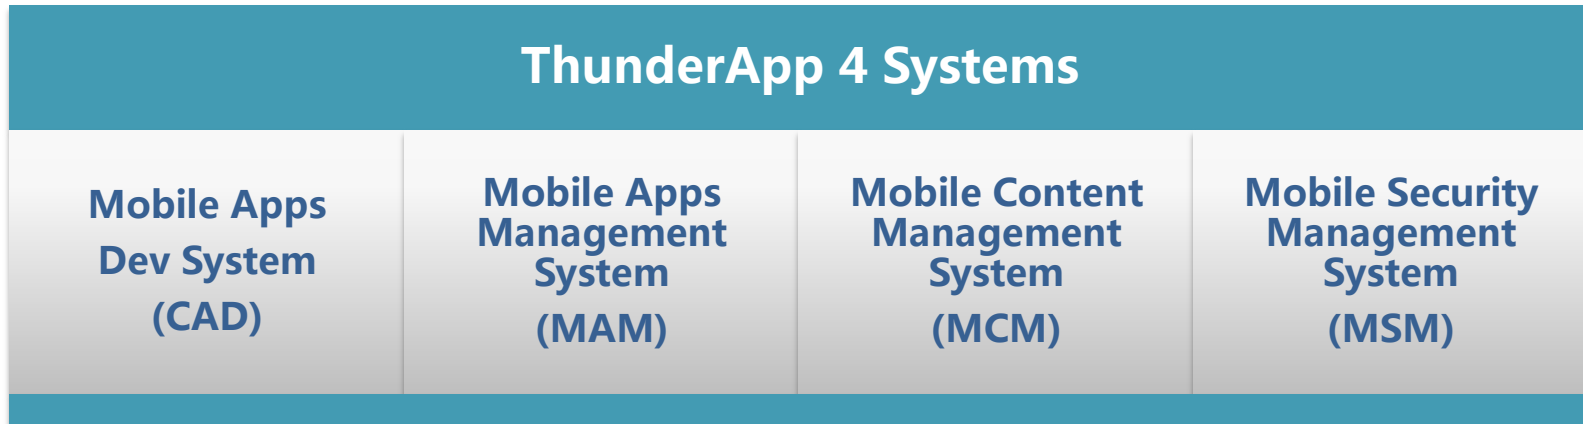 ThunderApp 4 Systems
Mobile Apps
Dev System
(CAD)
Mobile Apps
Management
System
(MAM)
Mobile Content
Management
System
(MCM)
Mobile Security
Management
System
(MSM)